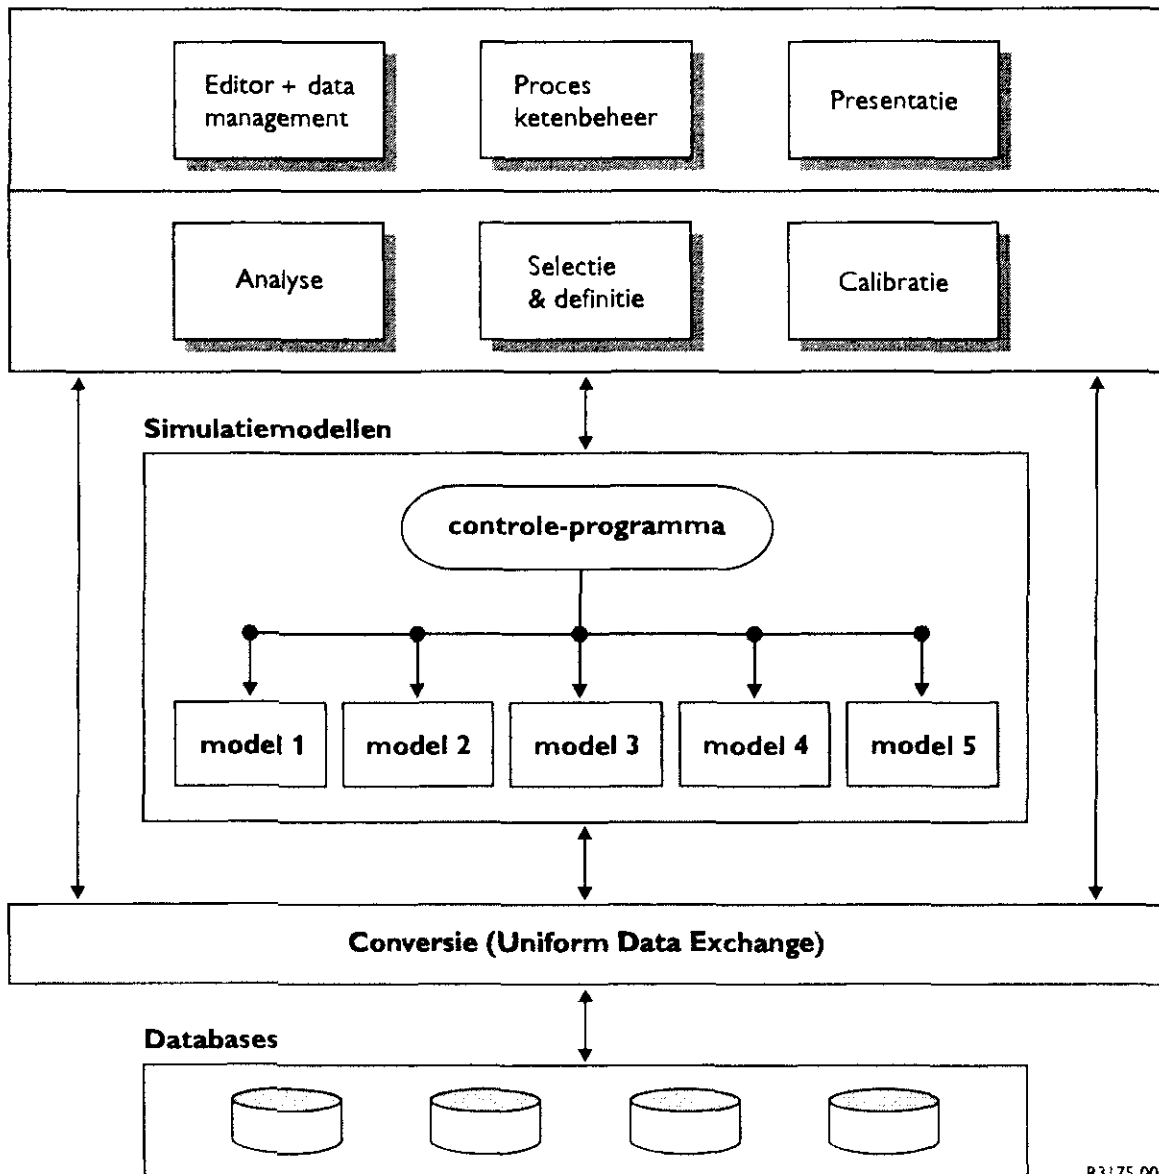 Editor + data
management
Proces
ketenbeheer
Presentatie
Analyse
Selectie
& definitie
Calibratie
Simulatiemodellen
controle-programma
model 1
model 2
model 3
model 4
model 5
Conversie (Uniform Data Exchange)
Databases